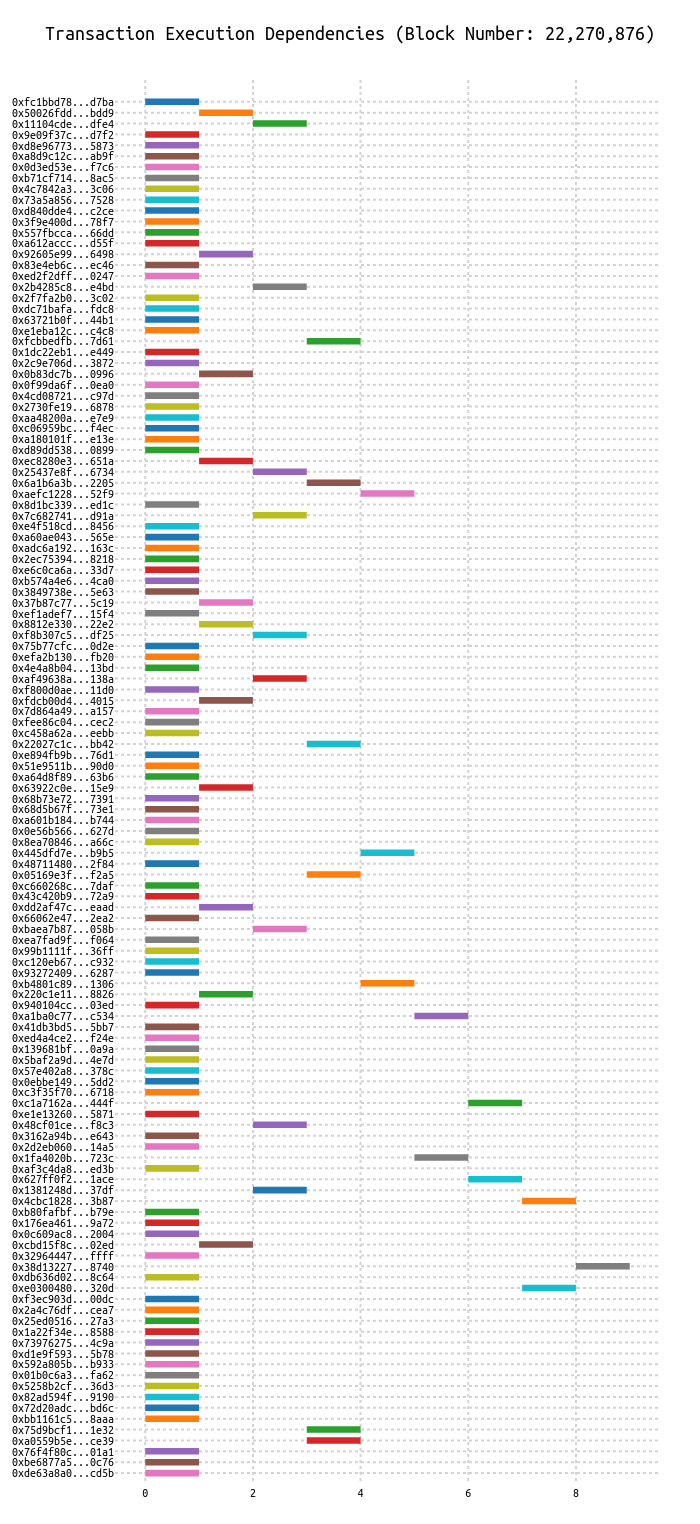 Transaction Execution Dependencies (Block Number: 22,270,876)
0xfc1bbd78...d7ba
0x50026fdd...bdd9
0x11104cde...dfe4
0x9e09f37c...d7f2
0xd8e96773...5873
0xa8d9c12c...ab9f
0x0d3ed53e...f7c6
0xb71cf714...8ac5
0x4c7842a3...3c06
0x73a5a856...7528
0xd840dde4...c2ce
0x3f9e400d...78f7
0x557fbcca...66dd
0xa612accc...d55f
0x92605e99...6498
0x83e4eb6c...ec46
0xed2f2dff...0247
0x2b4285c8...e4bd
0x2f7fa2b0...3c02
0xdc71bafa...fdc8
0x63721b0f...44b1
0xe1eba12c...c4c8
0xfcbbedfb...7d61
0x1dc22eb1...e449
0x2c9e706d...3872
0x0b83dc7b...0996
0x0f99da6f...0ea0
0x4cd08721...c97d
0x2730fe19...6878
0xaa48200a...e7e9
0xc06959bc...f4ec
0xa180101f...e13e
0xd89dd538...0899
0xec8280e3...651a
0x25437e8f...6734
0x6a1b6a3b...2205
0xaefc1228...52f9
0x8d1bc339...ed1c
0x7c682741...d91a
0xe4f518cd...8456
0xa60ae043...565e
0xadc6a192...163c
0x2ec75394...8218
0xe6c0ca6a...33d7
0xb574a4e6...4ca0
0x3849738e...5e63
0x37b87c77...5c19
0xef1adef7...15f4
0x8812e330...22e2
0xf8b307c5...df25
0x75b77cfc...0d2e
0xefa2b130...fb20
0x4e4a8b04...13bd
0xaf49638a...138a
0xf800d0ae...11d0
0xfdcb00d4...4015
0x7d864a49...a157
0xfee86c04...cec2
0xc458a62a...eebb
0x22027c1c...bb42
0xe894fb9b...76d1
0x51e9511b...90d0
0xa64d8f89...63b6
0x63922c0e...15e9
0x68b73e72...7391
0x68d5b67f...73e1
0xa601b184...b744
0x0e56b566...627d
0x8ea70846...a66c
0x445dfd7e...b9b5
0x48711480...2f84
0x05169e3f...f2a5
0xc660268c...7daf
0x43c420b9...72a9
0xdd2af47c...eaad
0x66062e47...2ea2
0xbaea7b87...058b
0xea7fad9f...f064
0x99b1111f...36ff
0xc120eb67...c932
0x93272409...6287
0xb4801c89...1306
0x220c1e11...8826
0x940104cc...03ed
0xa1ba0c77...c534
0x41db3bd5...5bb7
0xed4a4ce2...f24e
0x139681bf...0a9a
0x5baf2a9d...4e7d
0x57e402a8...378c
0x0ebbe149...5dd2
0xc3f35f70...6718
0xc1a7162a...444f
0xe1e13260...5871
0x48cf01ce...f8c3
0x3162a94b...e643
0x2d2eb060...14a5
0x1fa4020b...723c
0xaf3c4da8...ed3b
0x627ff0f2...1ace
0x1381248d...37df
0x4cbc1828...3b87
0xb80fafbf...b79e
0x176ea461...9a72
0x0c609ac8...2004
0xcbd15f8c...02ed
0x32964447...ffff
0x38d13227...8740
0xdb636d02...8c64
0xe0300480...320d
0xf3ec903d...00dc
0x2a4c76df...cea7
0x25ed0516...27a3
0x1a22f34e...8588
0x73976275...4c9a
0xd1e9f593...5b78
0x592a805b...b933
0x01b0c6a3...fa62
0x5258b2cf...36d3
0x82ad594f...9190
0x72d20adc...bd6c
0xbb1161c5...8aaa
0x75d9bcf1...1e32
0xa0559b5e...ce39
0x76f4f80c...01a1
0xbe6877a5...0c76
0xde63a8a0...cd5b
0 2 4 6 8